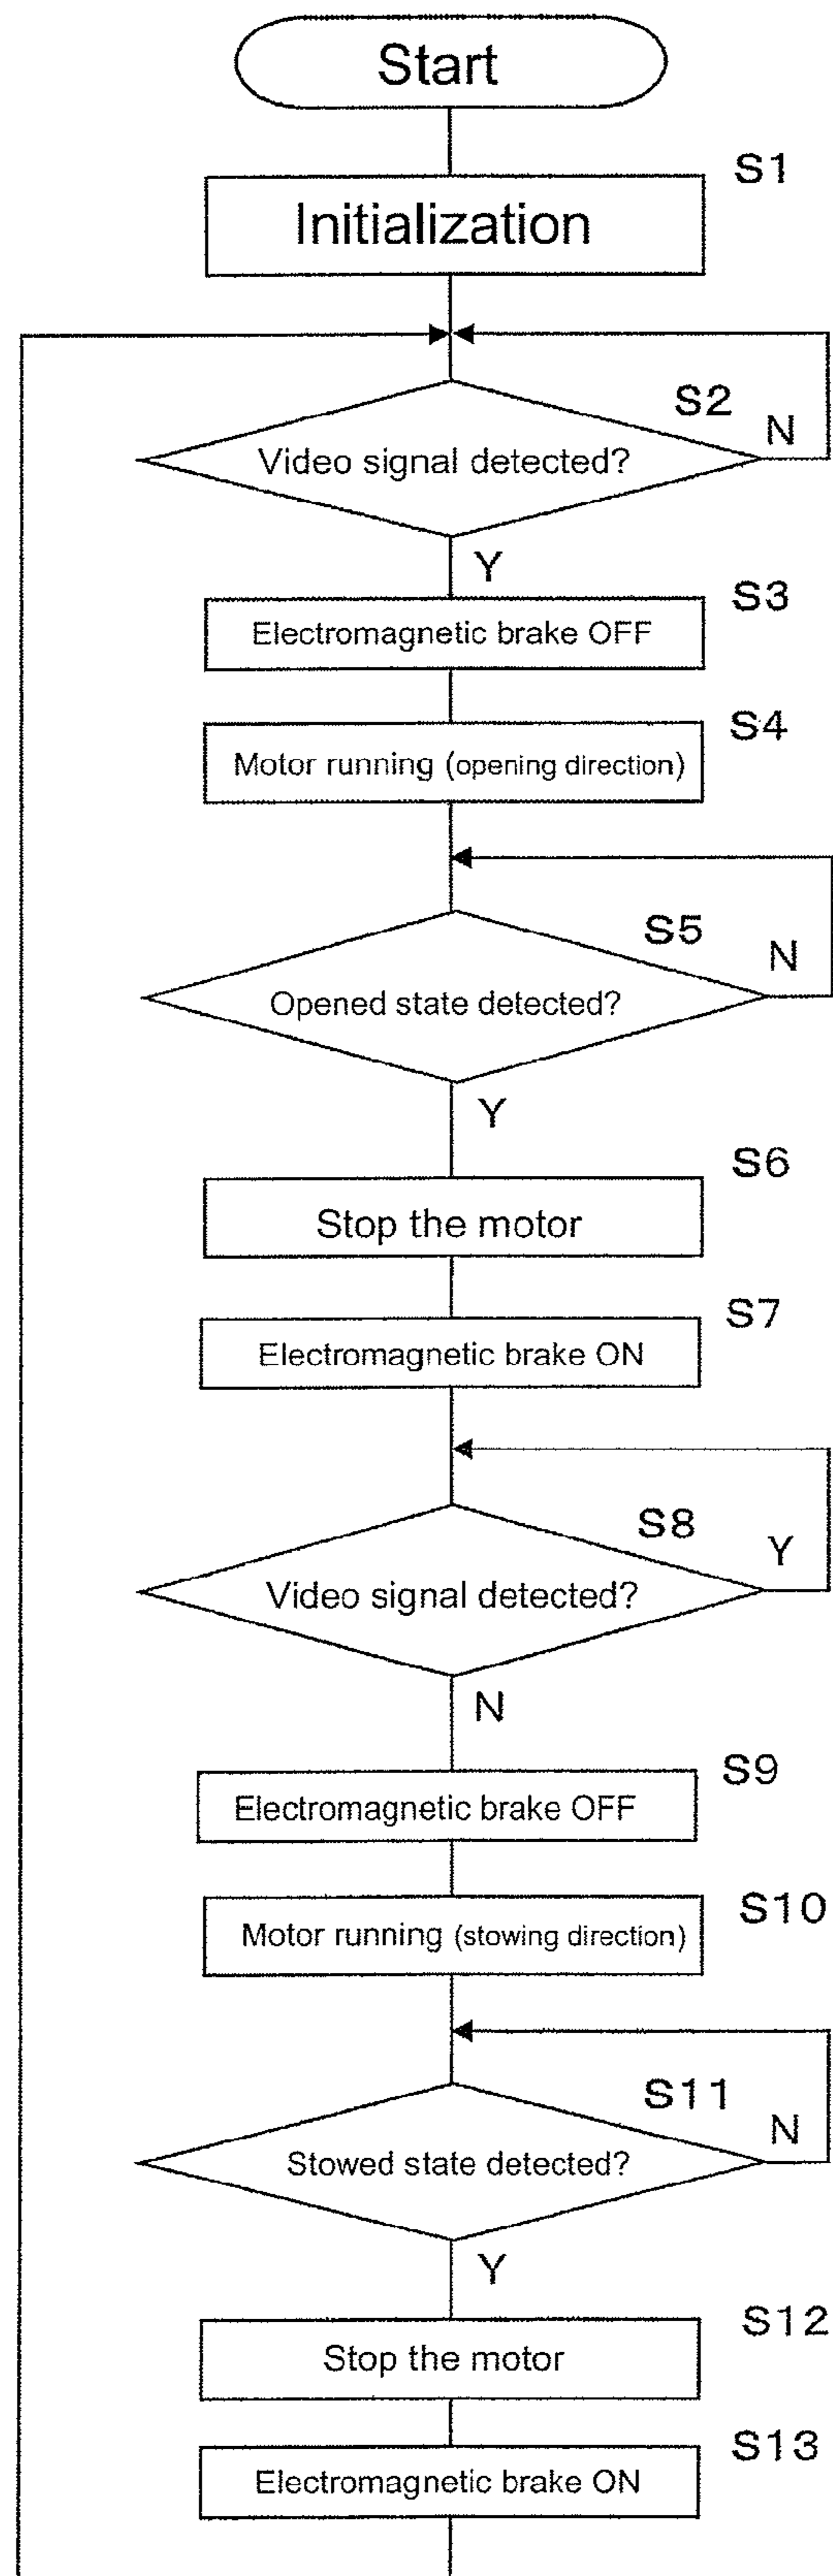 Start
S1
Initialization
S2
N
Video signal detected?
Y
S3
Electromagnetic brake OFF
S4
Motor running (opening direction)
S5
N
Opened state detected?
Y
S6
Stop the motor
S7
Electromagnetic brake ON
S8
Y
Video signal detected?
N
S9
Electromagnetic brake OFF
S10
Motor running (stowing direction)
S11
N
Stowed state detected?
Y
S12
Stop the motor
S13
Electromagnetic brake ON